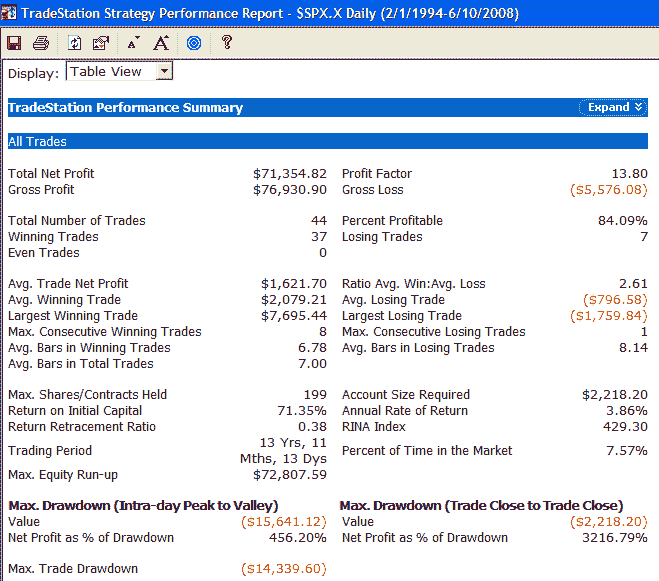 TradeStation Strategy Performance Report - $SPX.X Daily (2/1/1994-6/10/2008)
Display: Table View
TradeStation Performance Summary Expand
All Trades
Total Net Profit $71,354.82 Profit Factor 13.80
Gross Profit $76,930.90 Gross Loss ($5,576.08)
Total Number of Trades 44 Percent Profitable 84.09%
Winning Trades 37 Losing Trades 7
Even Trades 0
Avg. Trade Net Profit $1,621.70 Ratio Avg. Win:Avg. Loss 2.61
Avg. Winning Trade $2,079.21 Avg. Losing Trade ($796.58)
Largest Winning Trade $7,695.44 Largest Losing Trade ($1,759.84)
Max. Consecutive Winning Trades 8 Max. Consecutive Losing Trades 1
Avg. Bars in Winning Trades 6.78 Avg. Bars in Losing Trades 8.14
Avg. Bars in Total Trades 7.00
Max. Shares/Contracts Held 199 Account Size Required $2,218.20
Return on Initial Capital 71.35% Annual Rate of Return 3.86%
Return Retracement Ratio 0.38 RINA Index 429.30
Trading Period 13 Yrs, 11 Mths, 13 Dys Percent of Time in the Market 7.57%
Max. Equity Run-up $72,807.59
Max. Drawdown (Intra-day Peak to Valley) Max. Drawdown (Trade Close to Trade Close)
Value ($15,641.12) Value ($2,218.20)
Net Profit as % of Drawdown 456.20% Net Profit as % of Drawdown 3216.79%
Max. Trade Drawdown ($14,339.60)